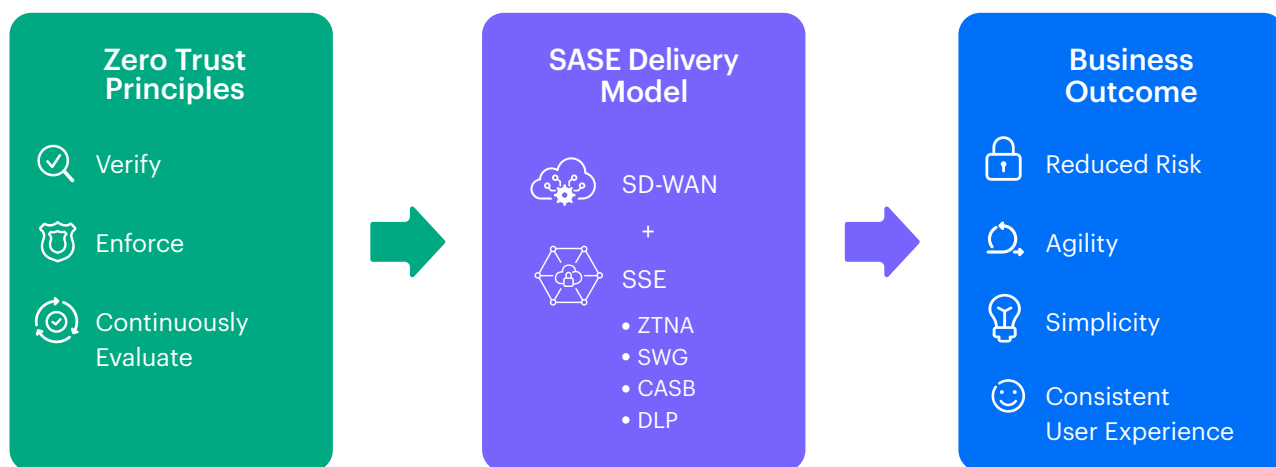 Zero Trust
Principles
Verify
Enforce
Continuously
Evaluate
SASE Delivery
Model
SD-WAN
+
SSE
• ZTNA
• SWG
• CASB
• DLP
Business
Outcome
Reduced Risk
Agility
Simplicity
Consistent
User Experience